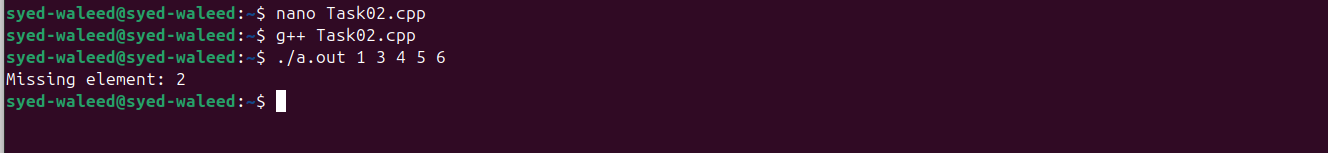 syed-waleed@syed-waleed:~$ nano Task02.cpp
syed-waleed@syed-waleed:~$ g++ Task02.cpp
syed-waleed@syed-waleed:~$ ./a.out 1 3 4 5 6
Missing element: 2
syed-waleed@syed-waleed:~$